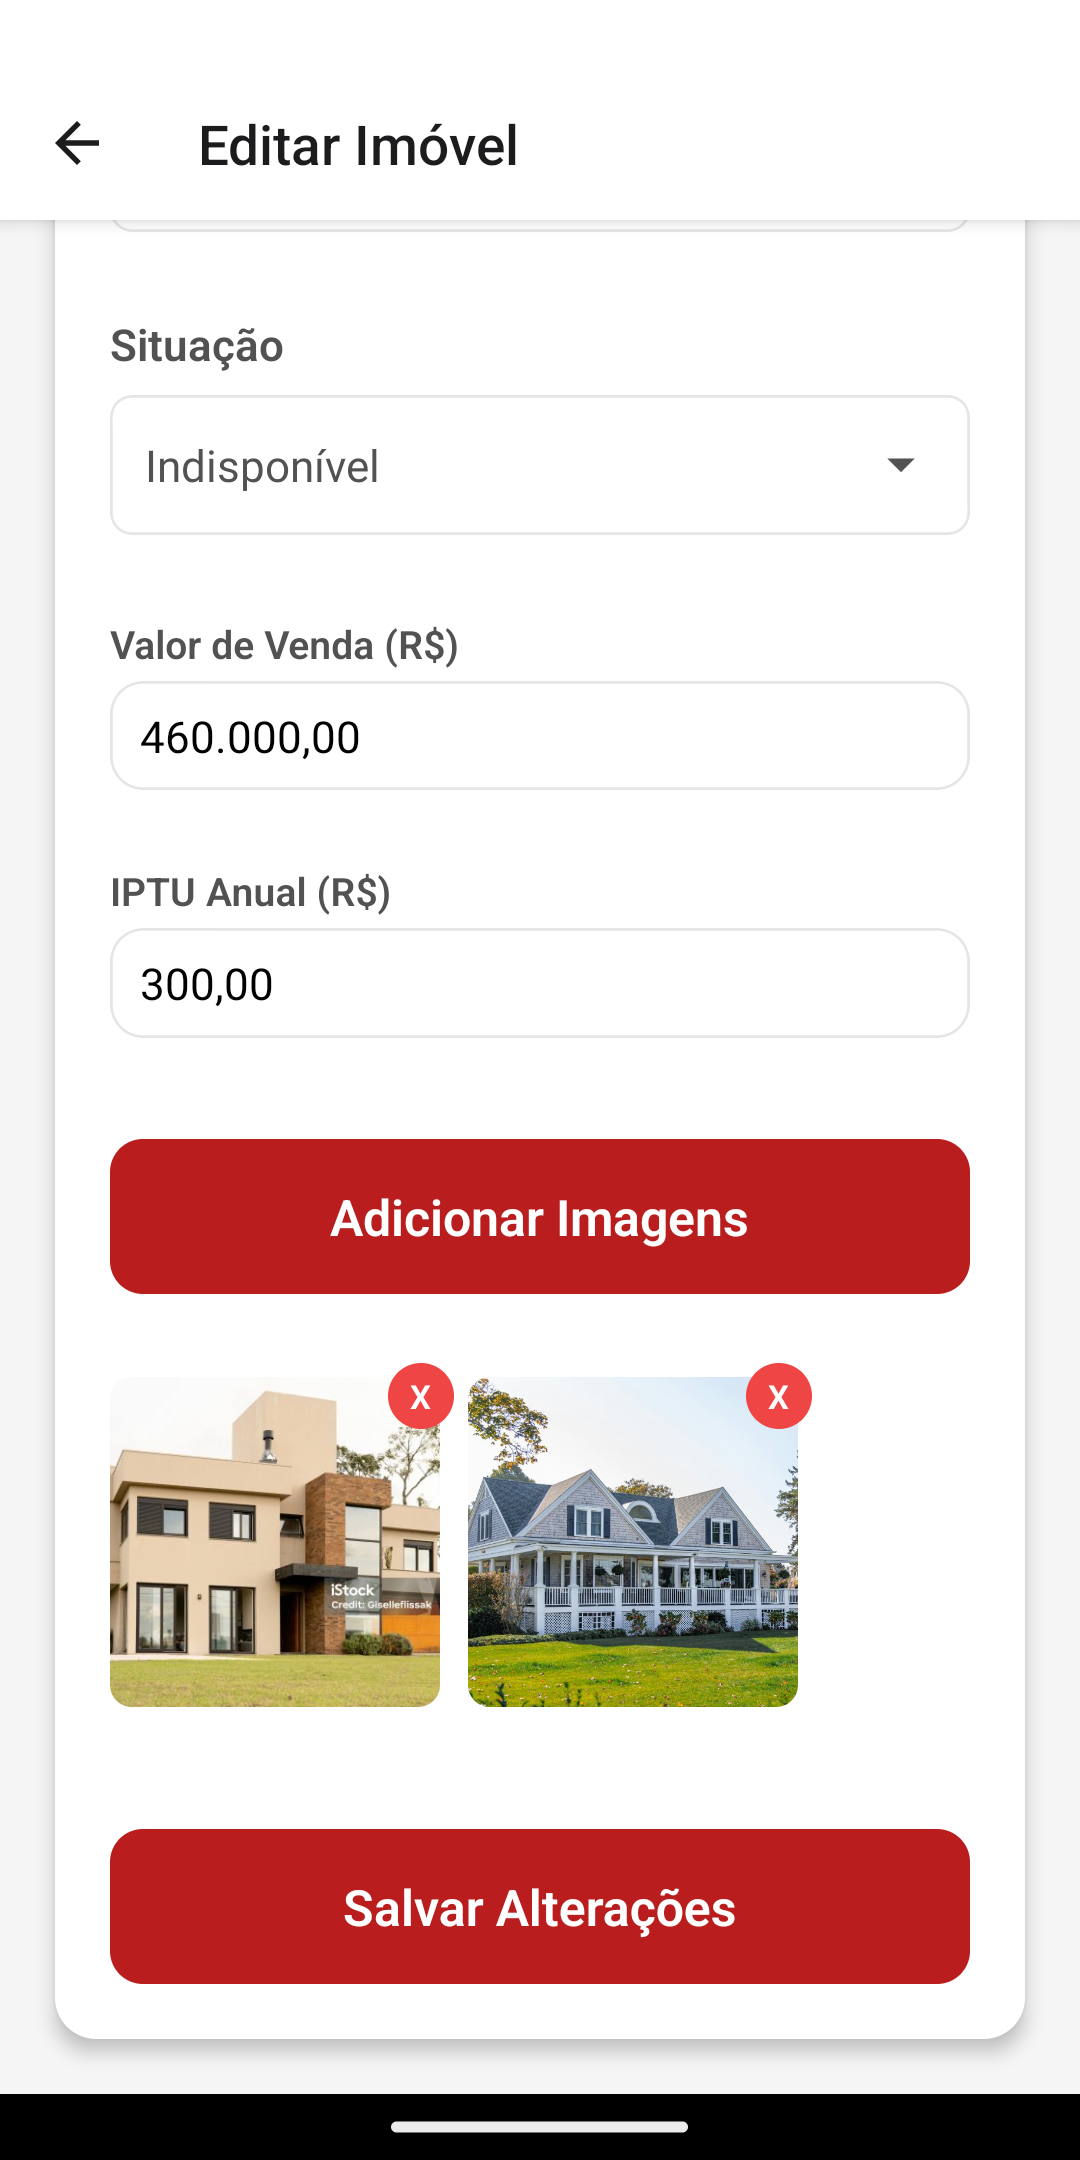 Editar Imóvel
Situação
Indisponível
Valor de Venda (R$)
460.000,00
IPTU Anual (R$)
300,00
Adicionar Imagens
X
X
iStock
Credit: Giselleflissak
Salvar Alterações